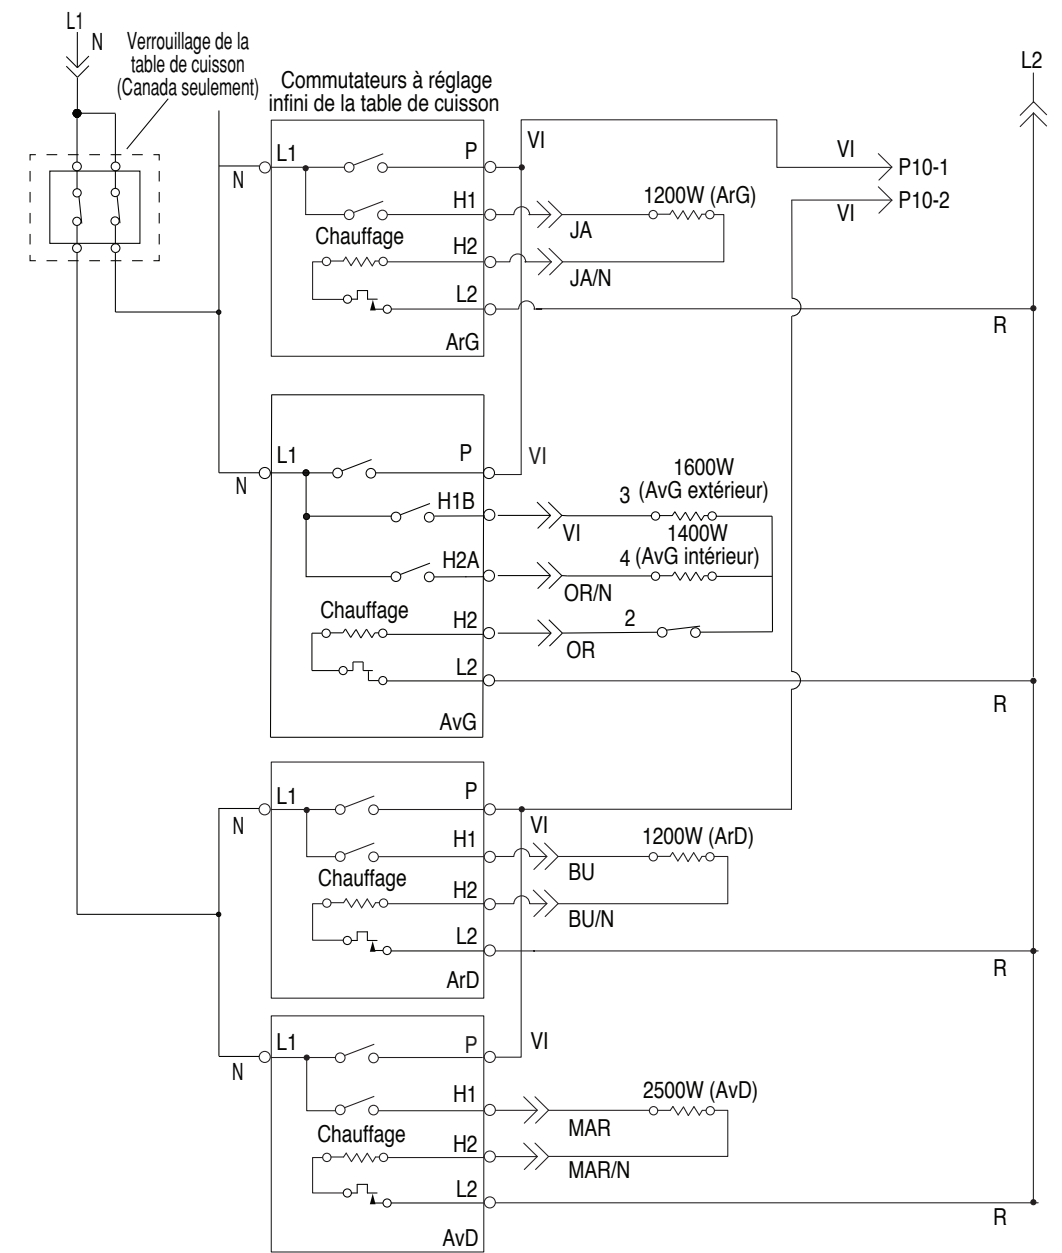 L1
N
Verrouillage de la
table de cuisson
(Canada seulement)
Commutateurs à réglage
infini de la table de cuisson
L2
L1
N
P
VI
VI
P10-1
H1
JA
1200W (ArG)
VI
P10-2
Chauffage
H2
JA/N
L2
R
ArG
L1
N
P
VI
H1B
VI
3
1600W
(AvG extérieur)
H2A
OR/N
1400W
4 (AvG intérieur)
Chauffage
H2
OR
2
L2
R
AvG
L1
N
P
VI
H1
BU
1200W (ArD)
Chauffage
H2
BU/N
L2
R
ArD
L1
N
P
VI
H1
MAR
2500W (AvD)
Chauffage
H2
MAR/N
L2
R
AvD